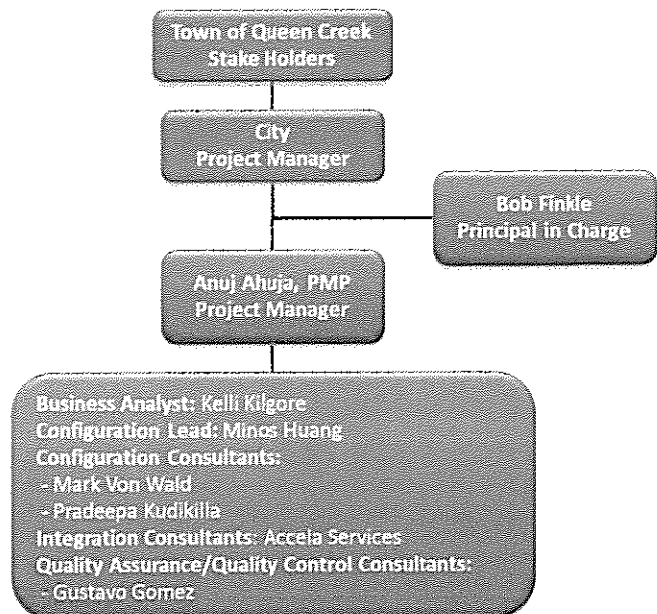 Town of Queen Creek
Stake Holders
City
Project Manager
Bob Finkle
Principal in Charge
Anuj Ahuja, PMP
Project Manager
Business Analyst: Kelli Kilgore
Configuration Lead: Minos Huang
Configuration Consultants:
- Mark Von Wald
- Pradeepa Kudikilla
Integration Consultants: Accela Services
Quality Assurance/Quality Control Consultants:
- Gustavo Gomez